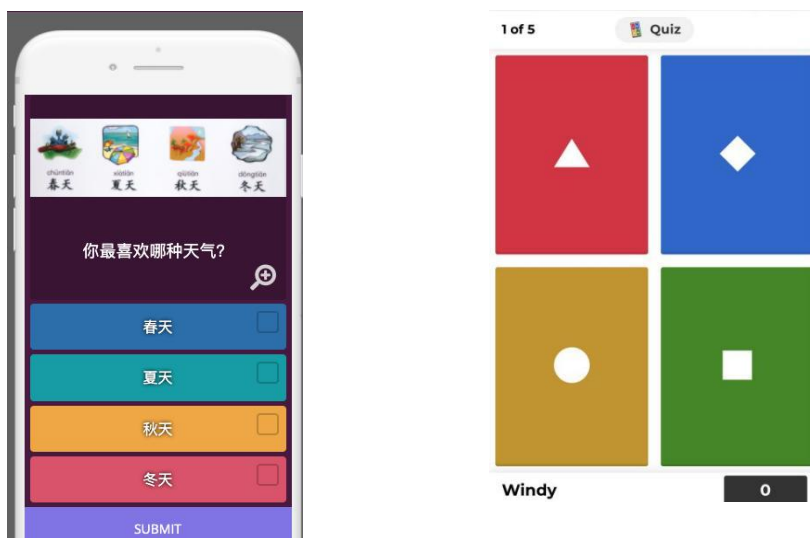 chūntiān
xiàtiān
qiūtiān
dōngtiān
春天
夏天
秋天
冬天
你最喜欢哪种天气?
春天
夏天
秋天
冬天
SUBMIT
1 of 5
Quiz
Windy
0